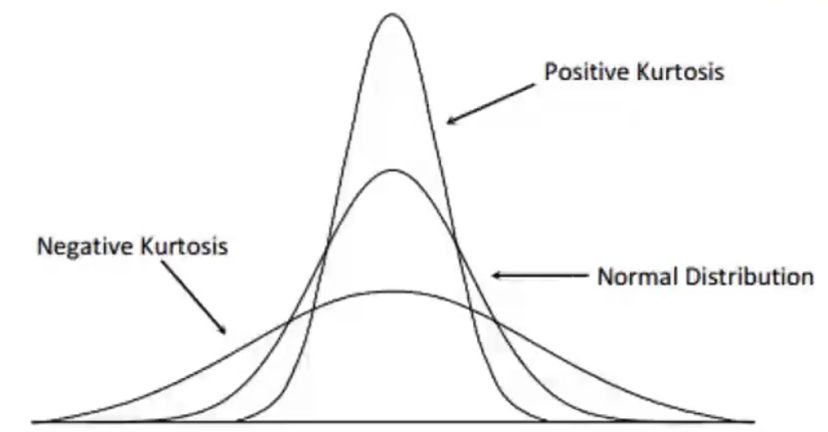 Positive Kurtosis
Negative Kurtosis
Normal Distribution